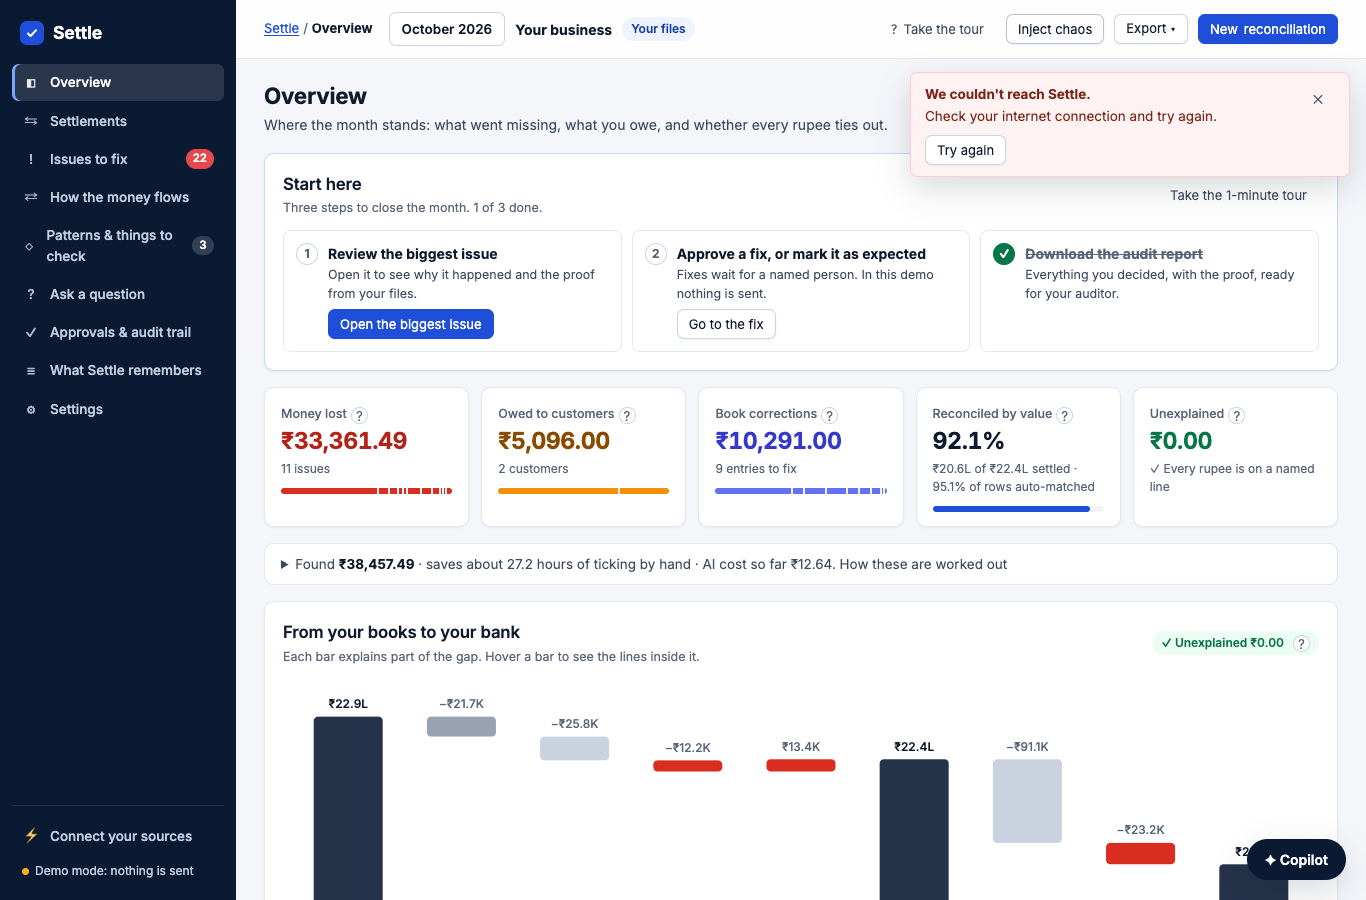 Settle
Overview
Settlements
Issues to fix 22
How the money flows
Patterns & things to check 3
Ask a question
Approvals & audit trail
What Settle remembers
Settings
Connect your sources
Demo mode: nothing is sent
Settle / Overview October 2026 Your business Your files ? Take the tour Inject chaos Export New reconciliation
We couldn't reach Settle.
Check your internet connection and try again.
Try again
Overview
Where the month stands: what went missing, what you owe, and whether every rupee ties out.
Start here
Three steps to close the month. 1 of 3 done.
Take the 1-minute tour
1 Review the biggest issue
Open it to see why it happened and the proof
from your files.
Open the biggest issue
2 Approve a fix, or mark it as expected
Fixes wait for a named person. In this demo
nothing is sent.
Go to the fix
Download the audit report
Everything you decided, with the proof, ready
for your auditor.
Money lost ?
₹33,361.49
11 issues
Owed to customers ?
₹5,096.00
2 customers
Book corrections ?
₹10,291.00
9 entries to fix
Reconciled by value ?
92.1%
₹20.6L of ₹22.4L settled ·
95.1% of rows auto-matched
Unexplained ?
₹0.00
✓ Every rupee is on a named
line
Found ₹38,457.49 · saves about 27.2 hours of ticking by hand · AI cost so far ₹12.64. How these are worked out
From your books to your bank
Each bar explains part of the gap. Hover a bar to see the lines inside it.
✓ Unexplained ₹0.00 ?
₹22.9L
−₹21.7K
−₹25.8K
−₹12.2K
₹13.4K
₹22.4L
−₹91.1K
−₹23.2K
Copilot